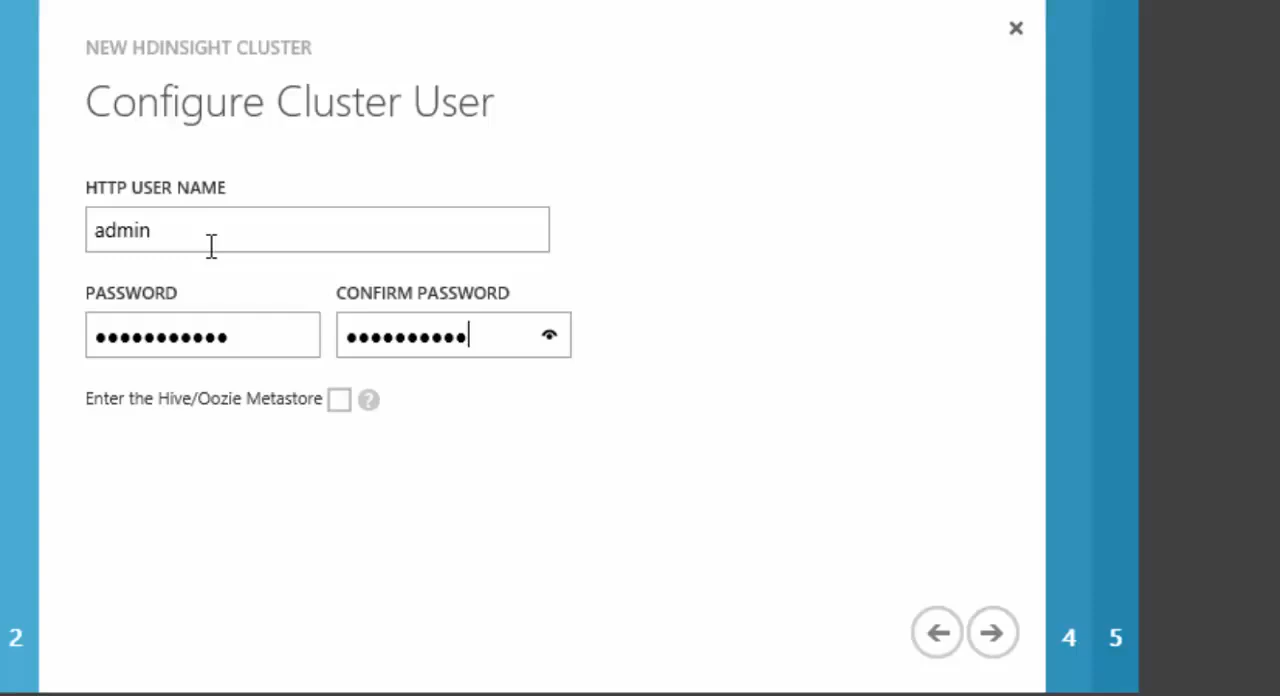 NEW HDINSIGHT CLUSTER
Configure Cluster User
HTTP USER NAME
admin
PASSWORD CONFIRM PASSWORD
●●●●●●●●●●● ●●●●●●●●●●
Enter the Hive/Oozie Metastore ?
2 4 5